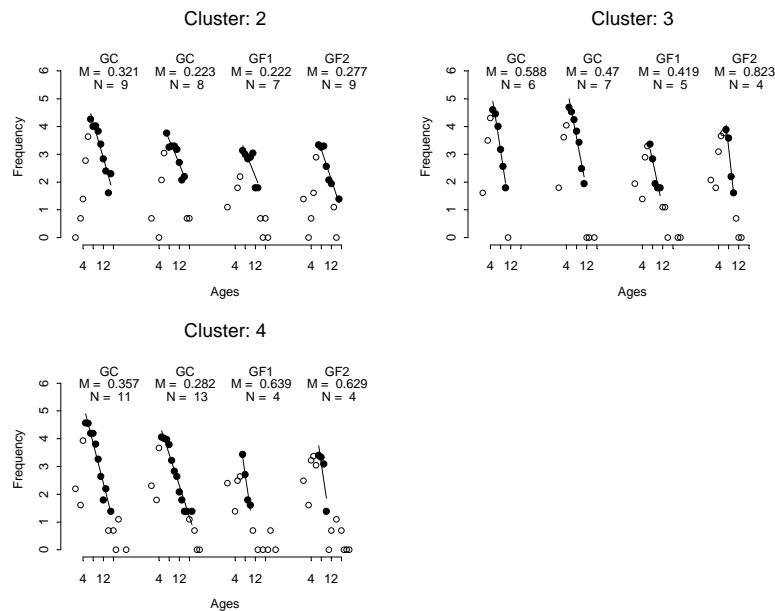 Cluster: 2
GC GC GF1 GF2
M = 0.321 M = 0.223 M = 0.222 M = 0.277
N = 9 N = 8 N = 7 N = 9
Frequency
0 1 2 3 4 5 6
4 12 4 12 4 12 4 12
Ages
Cluster: 3
GC GC GF1 GF2
M = 0.588 M = 0.47 M = 0.419 M = 0.823
N = 6 N = 7 N = 5 N = 4
Frequency
0 1 2 3 4 5 6
4 12 4 12 4 12 4 12
Ages
Cluster: 4
GC GC GF1 GF2
M = 0.357 M = 0.282 M = 0.639 M = 0.629
N = 11 N = 13 N = 4 N = 4
Frequency
0 1 2 3 4 5 6
4 12 4 12 4 12 4 12
Ages